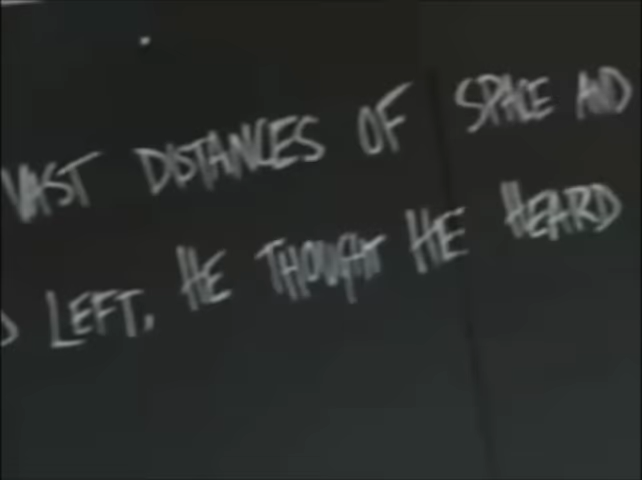 VAST DISTANCES OF SPACE AND
LEFT, HE THOUGHT HE HEARD